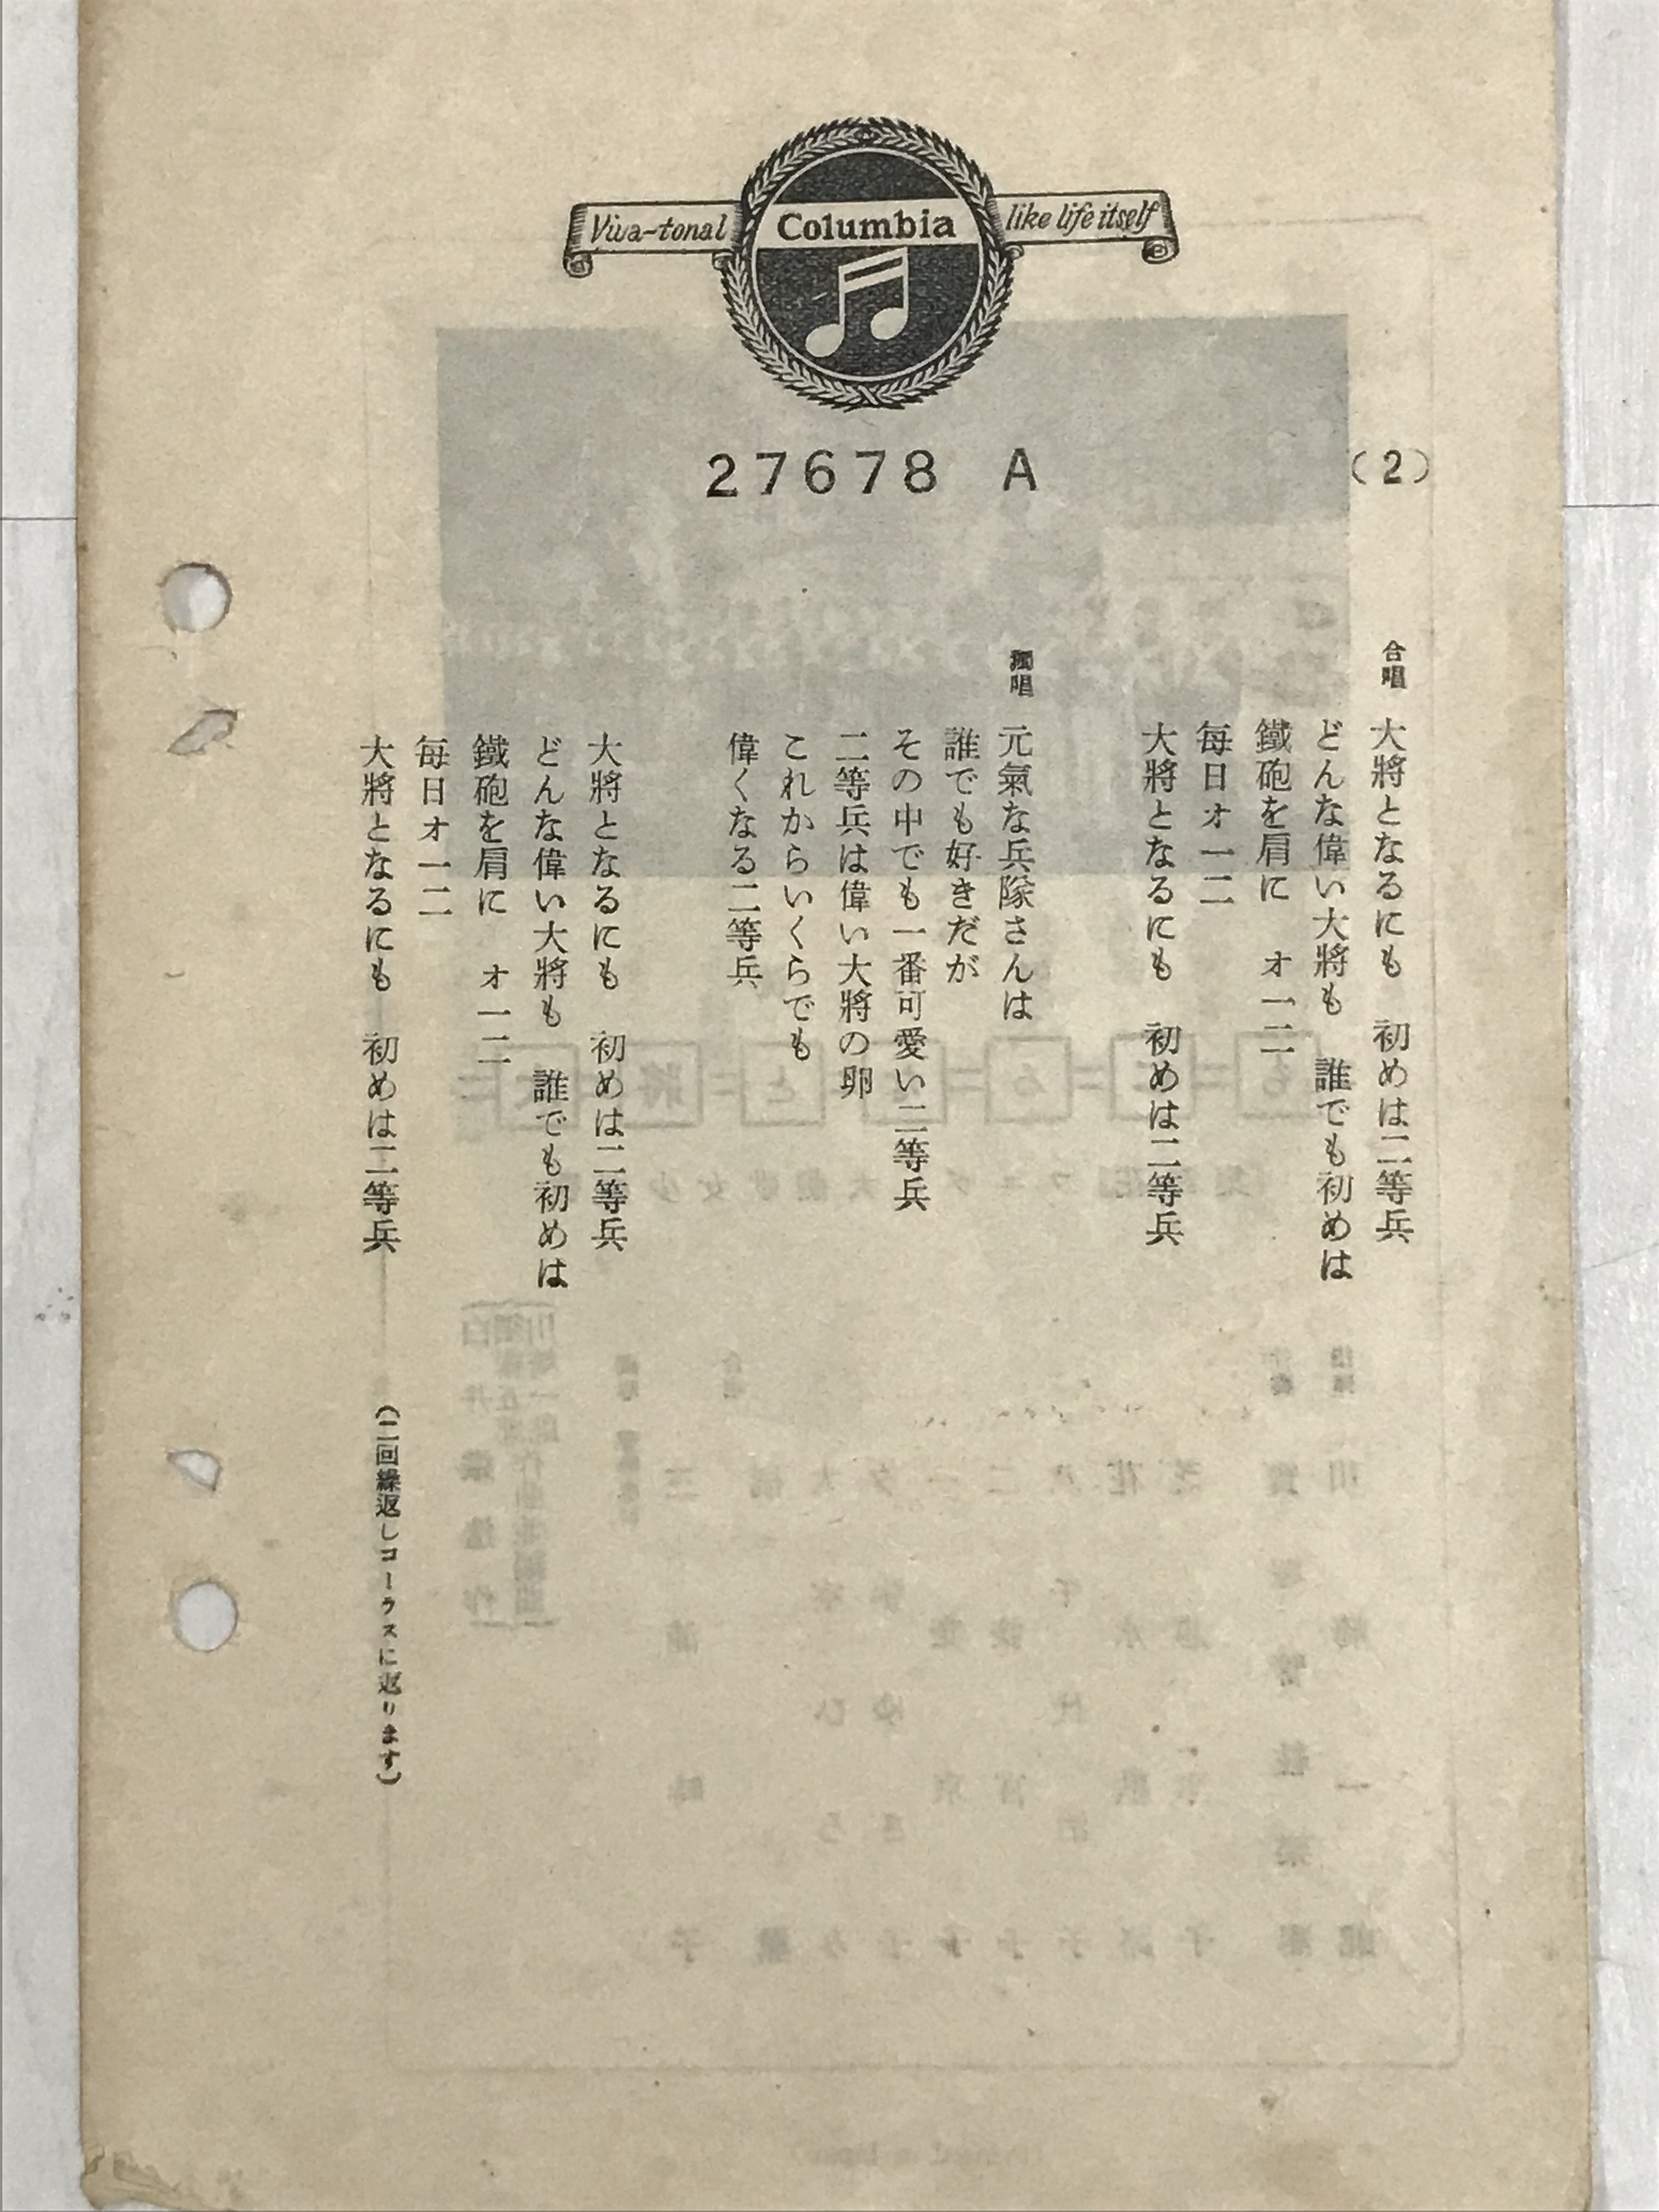 Viva-tonal Columbia like life itself
27678 A
(2)
合唱
大將となるにも 初めは二等兵
どんな偉い大將も 誰でも初めは
鐵砲を肩に オ一二
毎日オ一二
大將となるにも 初めは二等兵
獨唱
元氣な兵隊さんは
誰でも好きだが
その中でも一番可愛い二等兵
二等兵は偉い大將の卵
これからいくらでも
偉くなる二等兵
大將となるにも 初めは二等兵
どんな偉い大將も 誰でも初めは
鐵砲を肩に オ一二
毎日オ一二
大將となるにも 初めは二等兵
(二回繰返しコーラスに返ります)